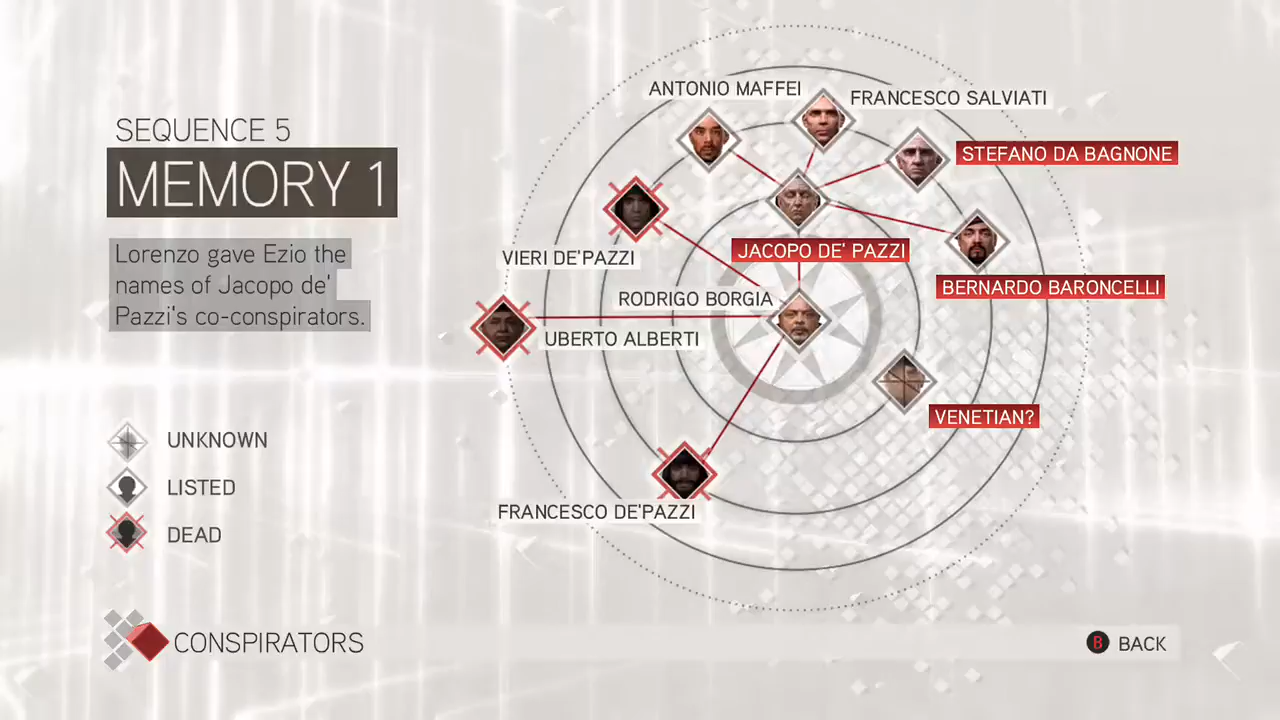 SEQUENCE 5
MEMORY 1
Lorenzo gave Ezio the
names of Jacopo de'
Pazzi's co-conspirators.
ANTONIO MAFFEI
FRANCESCO SALVIATI
STEFANO DA BAGNONE
VIERI DE'PAZZI
JACOPO DE' PAZZI
BERNARDO BARONCELLI
RODRIGO BORGIA
UBERTO ALBERTI
VENETIAN?
FRANCESCO DE'PAZZI
UNKNOWN
LISTED
DEAD
CONSPIRATORS
B BACK